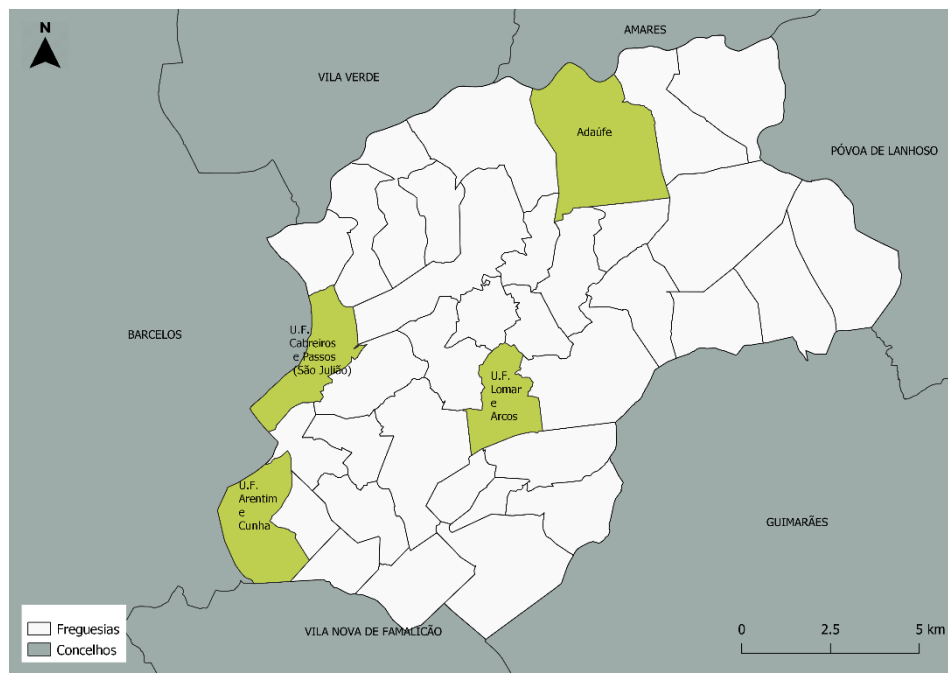 N
AMARES
VILA VERDE
Adaúfe
PÓVOA DE LANHOSO
BARCELOS
U.F.
Cabreiros
e Passos
(São Julião)
U.F.
Lomar
e
Arcos
U.F.
Arentim
e
Cunha
GUIMARÃES
VILA NOVA DE FAMALICÃO
Freguesias
Concelhos
0 2.5 5 km